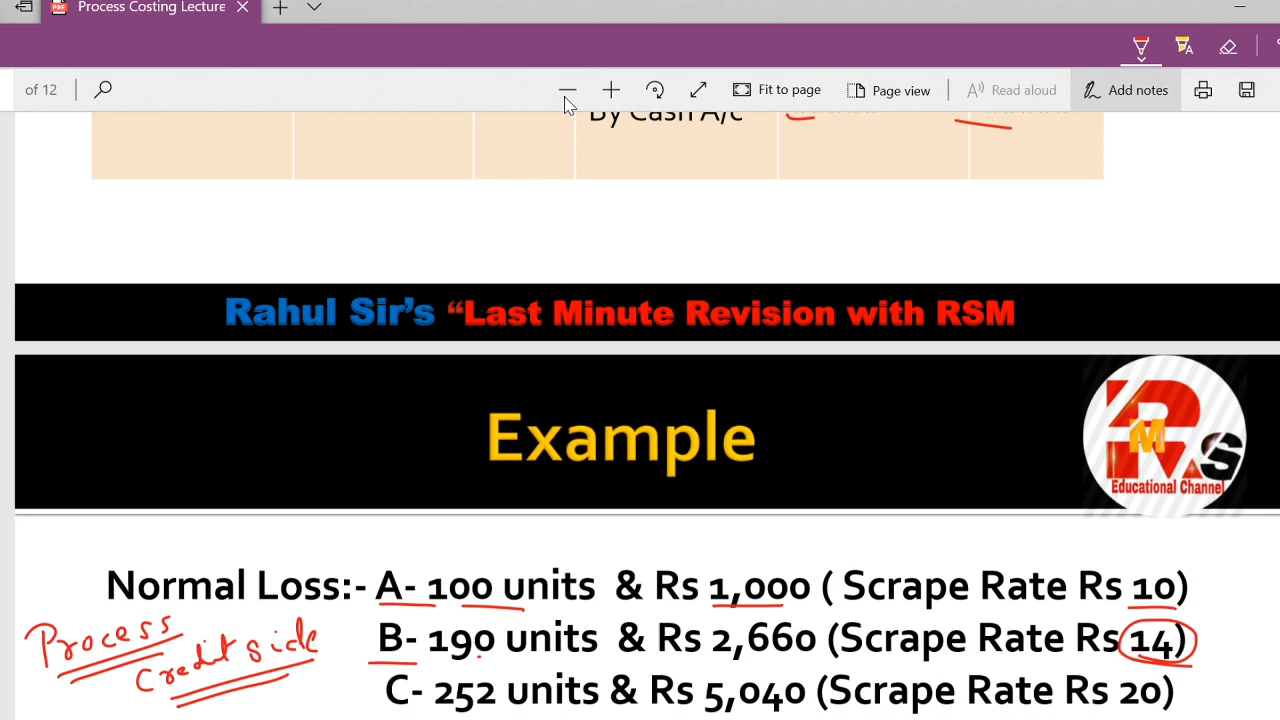 Process Costing Lecture
of 12
Fit to page
Page view
Read aloud
Add notes
By Cash A/c
Rahul Sir's “Last Minute Revision with RSM
Example
Educational Channel
Normal Loss:- A- 100 units & Rs 1,000 ( Scrape Rate Rs 10)
B- 190 units & Rs 2,660 (Scrape Rate Rs 14)
C- 252 units & Rs 5,040 (Scrape Rate Rs 20)
Process
Credit side